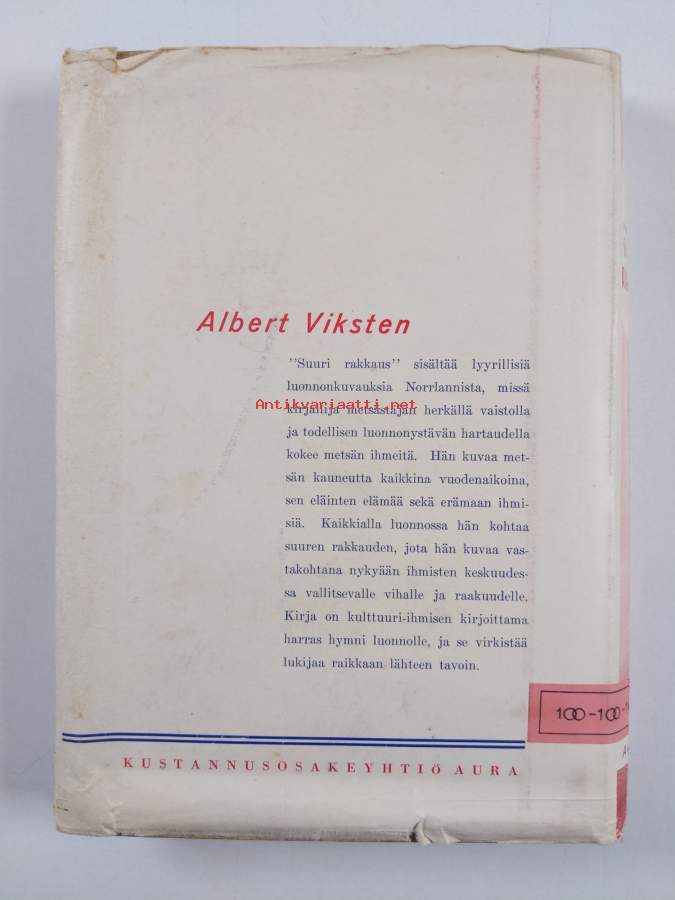 Albert Viksten
"Suuri rakkaus" sisältää lyyrillisiä
luonnonkuvauksia Norrlannista, missä
Antikvariaatti.net
kirjailija metsästäjän herkällä vaistolla
ja todellisen luonnonystävän hartaudella
kokee metsän ihmeitä. Hän kuvaa met-
sän kauneutta kaikkina vuodenaikoina,
sen eläinten elämää sekä erämaan ihmi-
siä. Kaikkialla luonnossa hän kohtaa
suuren rakkauden, jota hän kuvaa vas-
takohtana nykyään ihmisten keskuudes-
sa vallitsevalle vihalle ja raakuudelle.
Kirja on kulttuuri-ihmisen kirjoittama
harras hymni luonnolle, ja se virkistää
lukijaa raikkaan lähteen tavoin.
100-100-
KUSTANNUSOSAKEYHTIÖ AURA